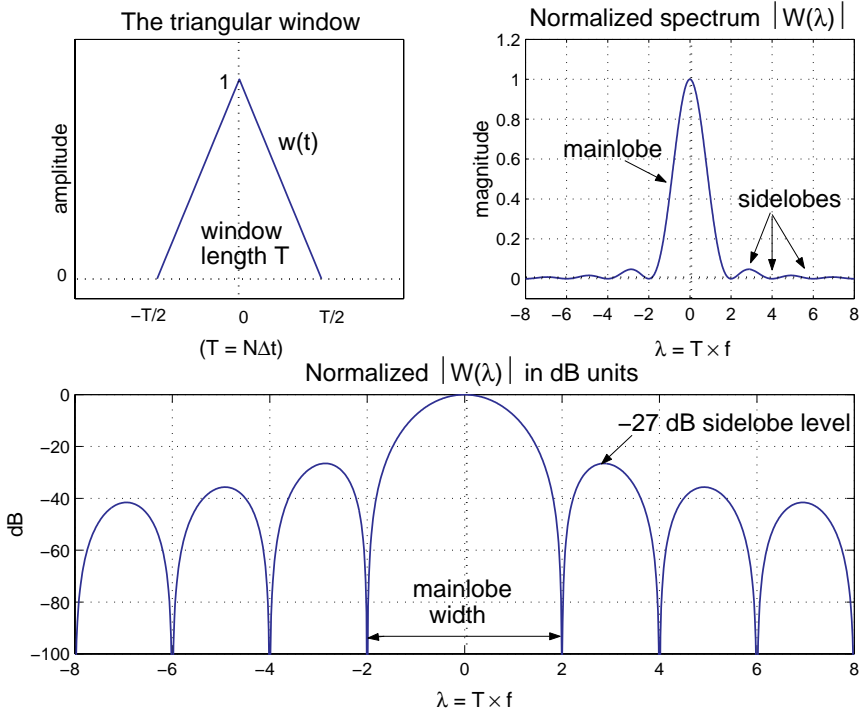 The triangular window
amplitude
1
0
w(t)
window
length T
−T/2 0 T/2
(T = N∆t)
Normalized spectrum |W(λ)|
magnitude
1.2
1
0.8
0.6
0.4
0.2
0
mainlobe
sidelobes
−8 −6 −4 −2 0 2 4 6 8
λ = T × f
Normalized |W(λ)| in dB units
dB
0
−20
−40
−60
−80
−100
−27 dB sidelobe level
mainlobe
width
−8 −6 −4 −2 0 2 4 6 8
λ = T × f